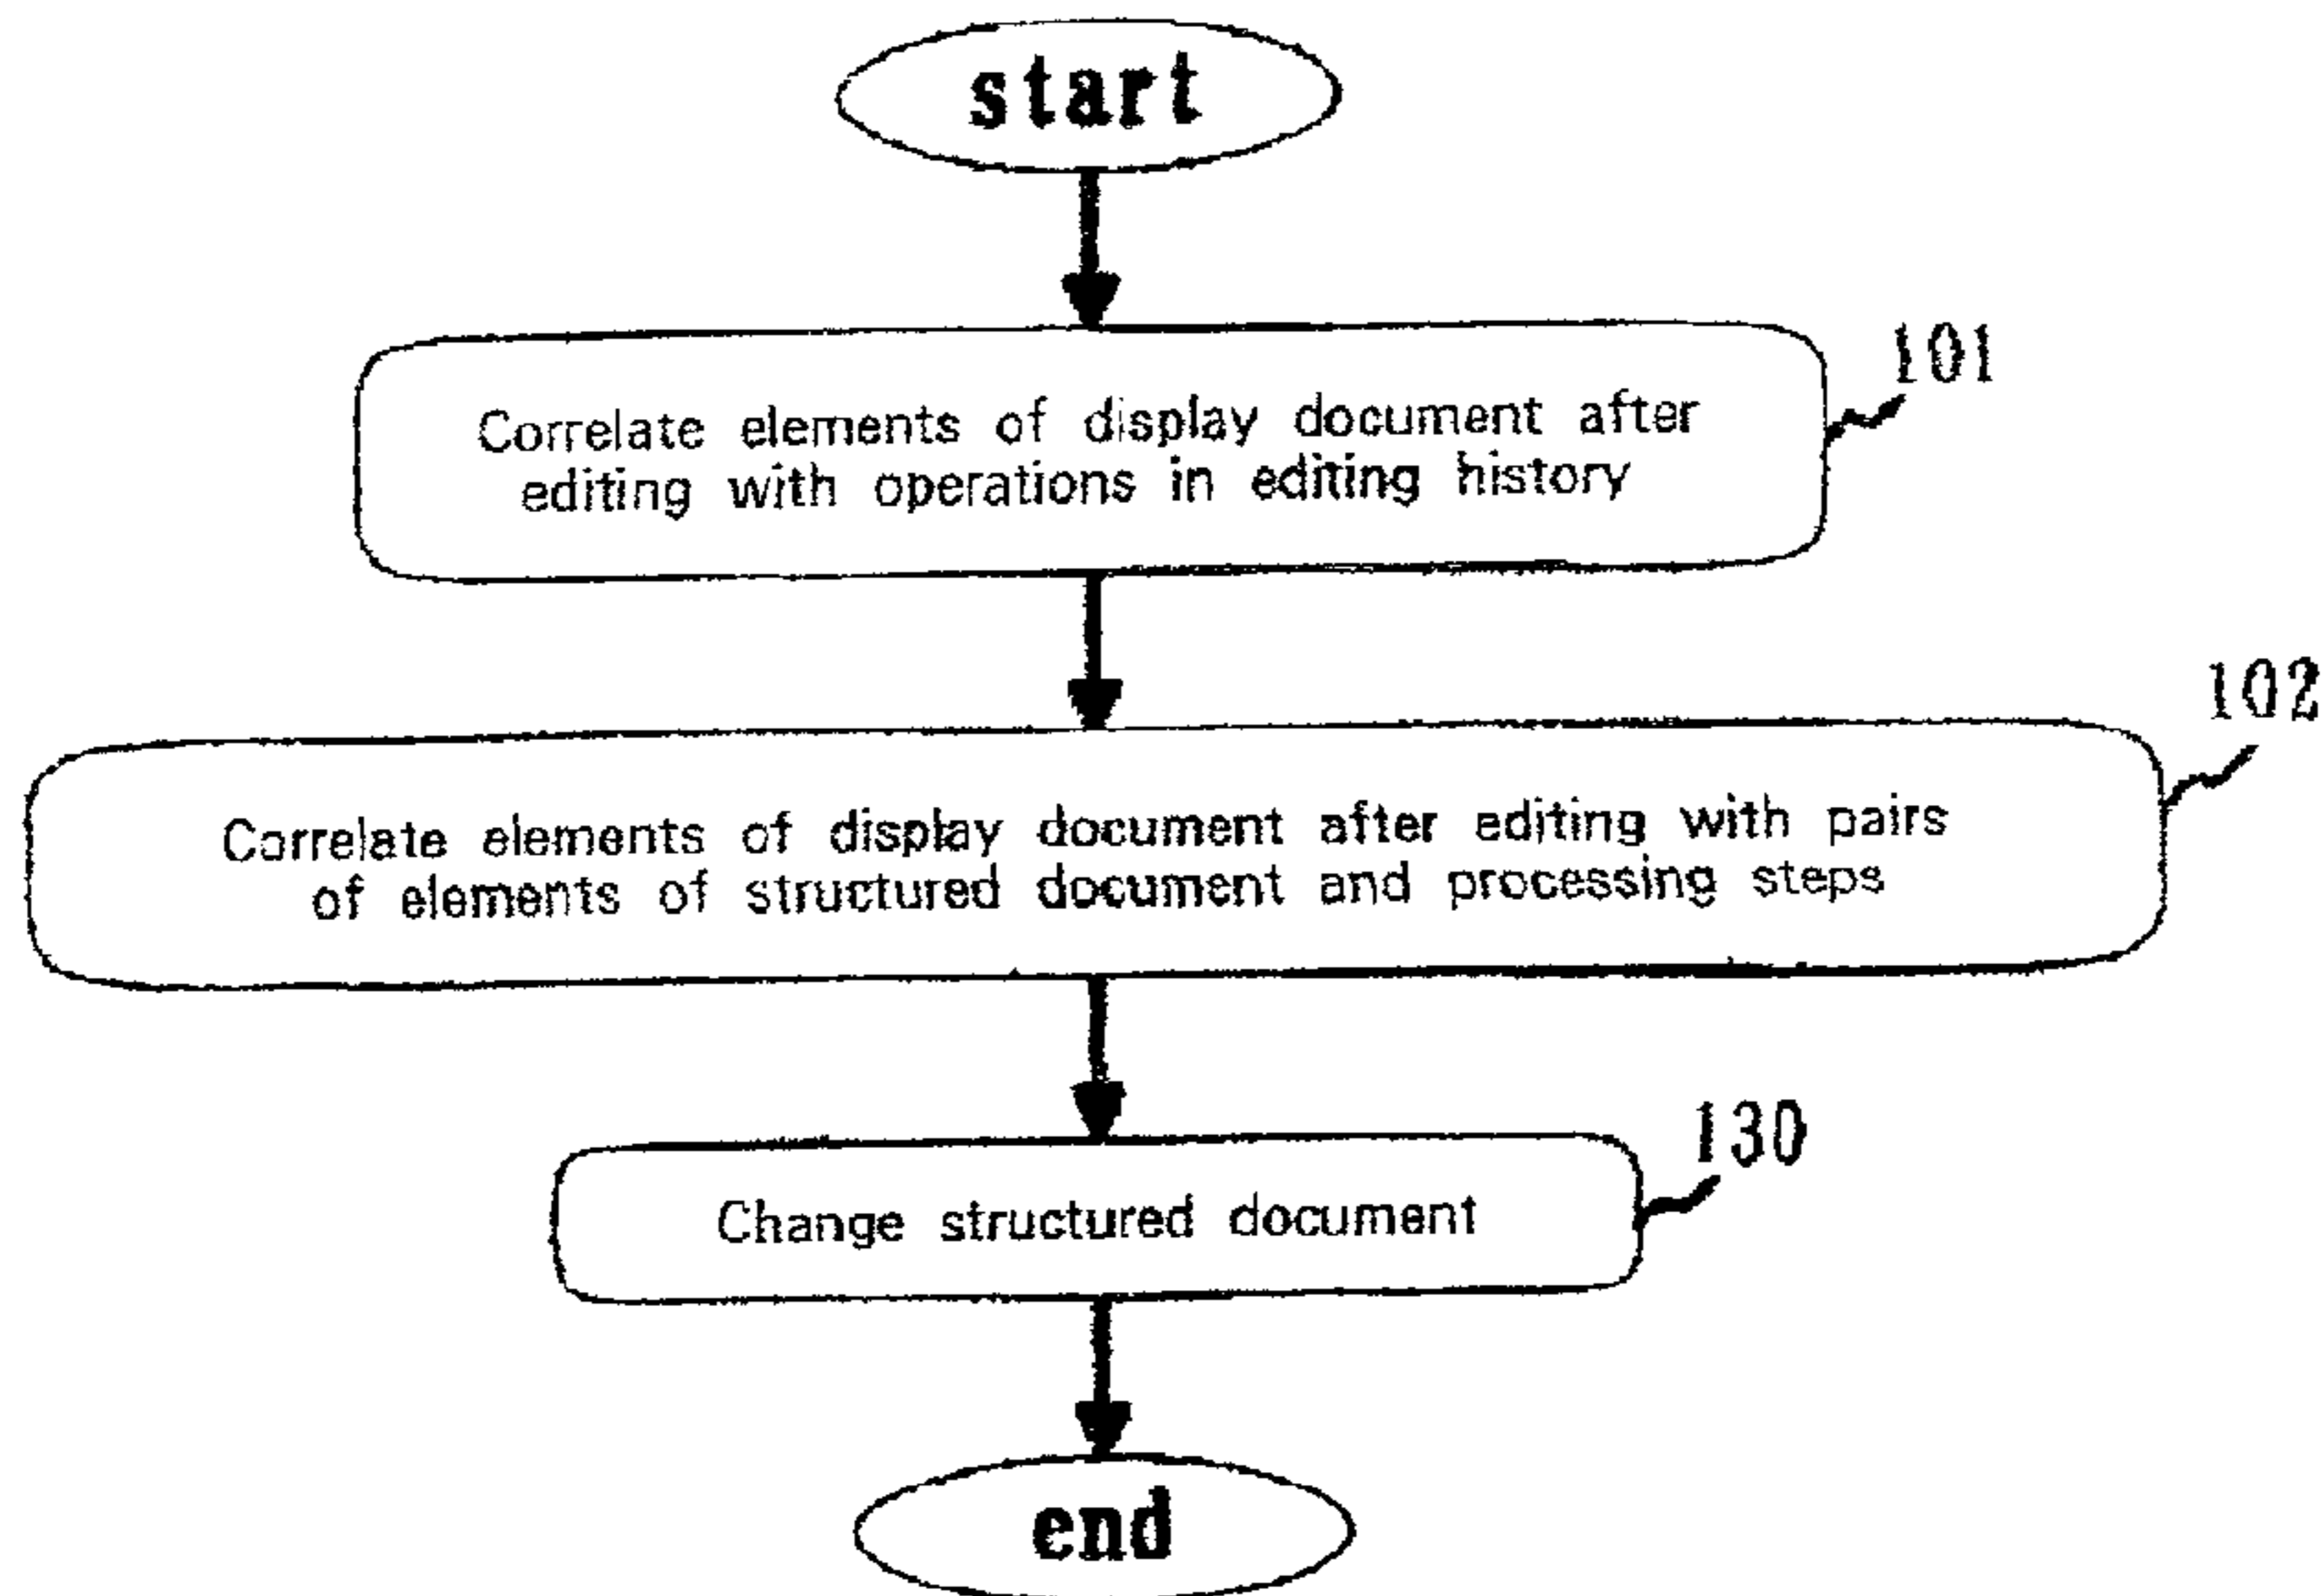 start
101
Correlate elements of display document after
editing with operations in editing history
102
Correlate elements of display document after editing with pairs
of elements of structured document and processing steps
130
Change structured document
end